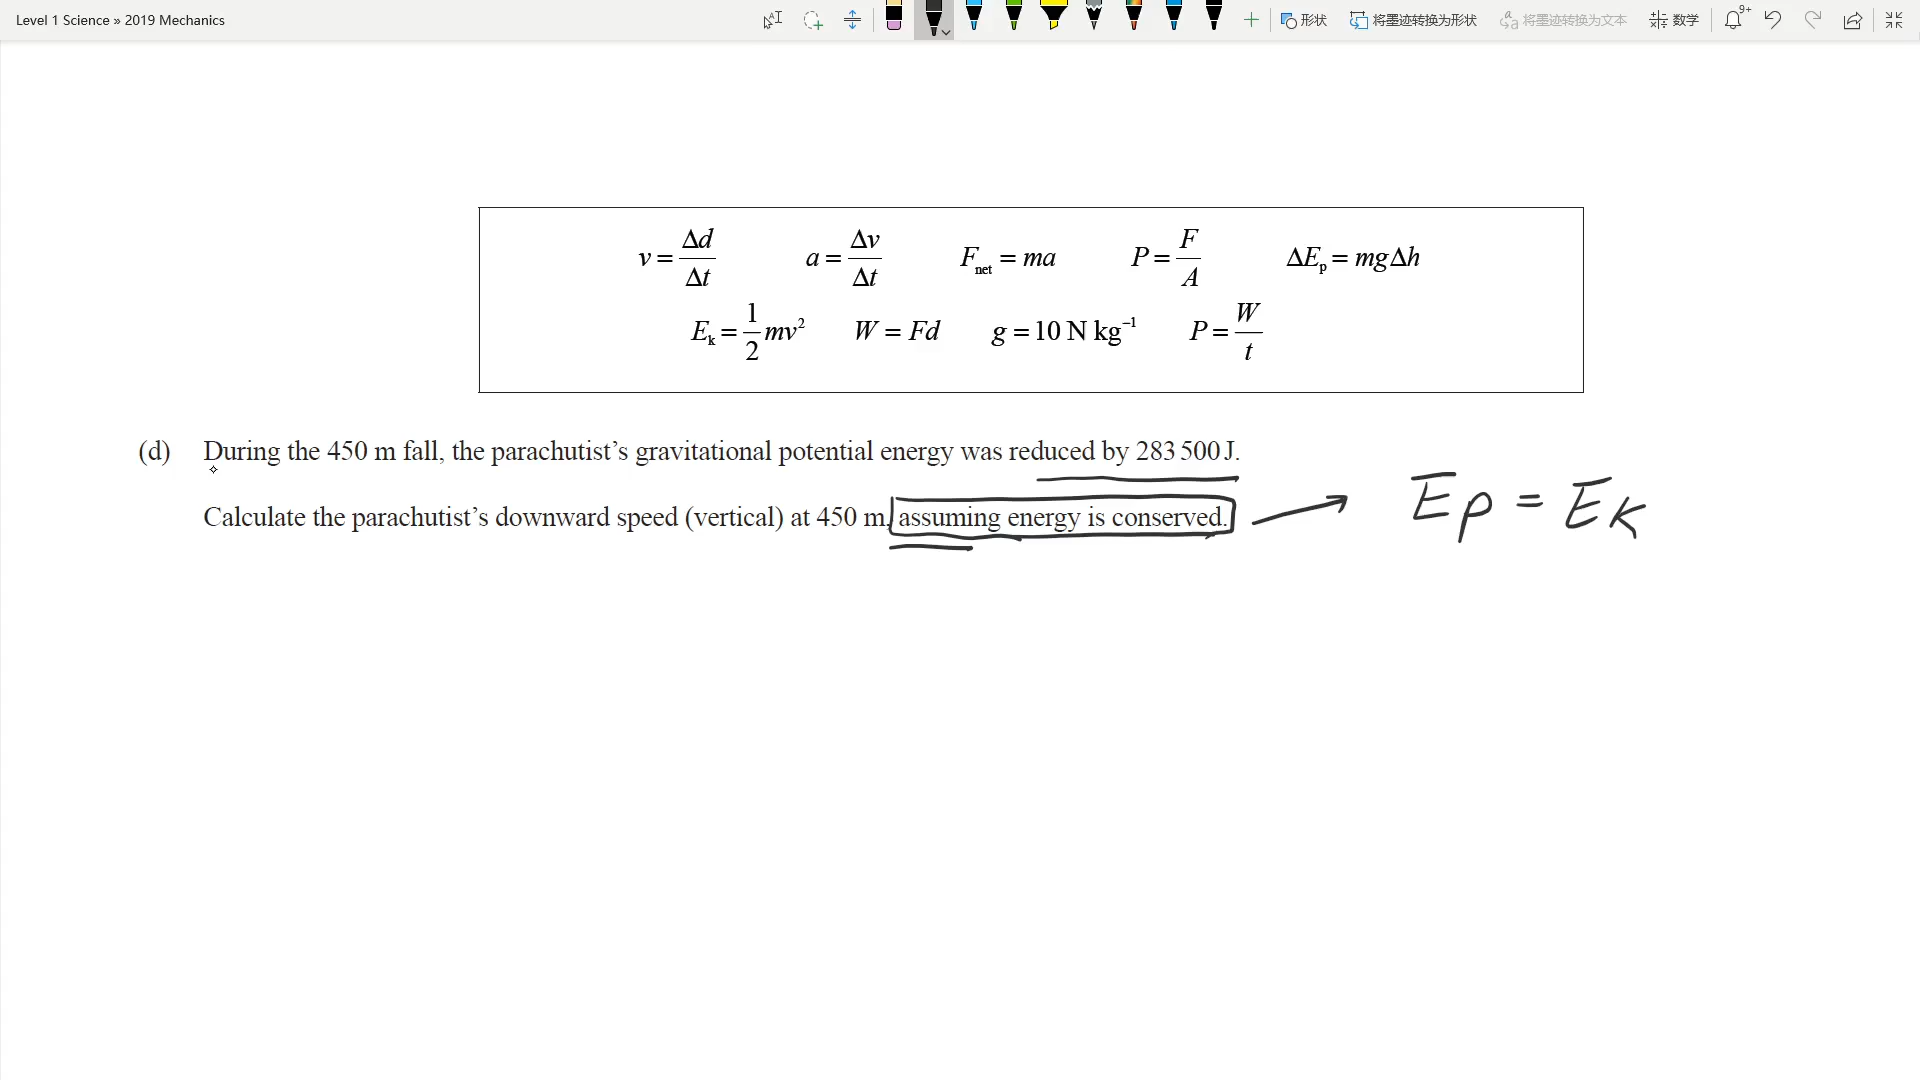 Level 1 Science » 2019 Mechanics
形状 将墨迹转换为形状 将墨迹转换为文本 数学 9+
v = Δd/Δt a = Δv/Δt F_net = ma P = F/A ΔE_p = mgΔh
E_k = 1/2 mv² W = Fd g = 10 N kg⁻¹ P = W/t
(d) During the 450 m fall, the parachutist’s gravitational potential energy was reduced by 283 500 J.
Calculate the parachutist’s downward speed (vertical) at 450 m, assuming energy is conserved. → Ep = Ek